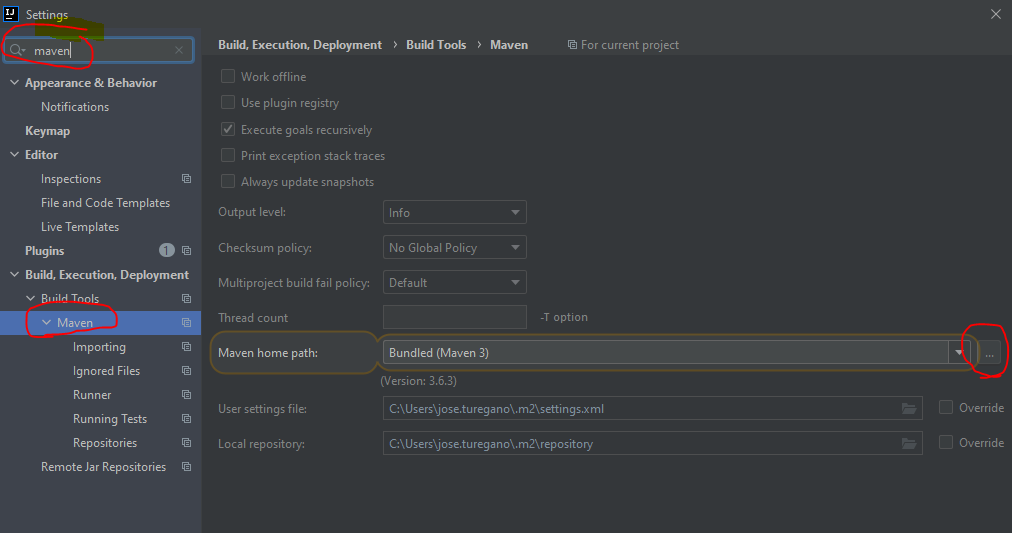 IJ
Settings
maven
Build, Execution, Deployment › Build Tools › Maven For current project
Appearance & Behavior
Notifications
Keymap
Editor
Inspections
File and Code Templates
Live Templates
Plugins 1
Build, Execution, Deployment
Build Tools
Maven
Importing
Ignored Files
Runner
Running Tests
Repositories
Remote Jar Repositories
Work offline
Use plugin registry
Execute goals recursively
Print exception stack traces
Always update snapshots
Output level: Info
Checksum policy: No Global Policy
Multiproject build fail policy: Default
Thread count -T option
Maven home path: Bundled (Maven 3) ...
(Version: 3.6.3)
User settings file: C:\Users\jose.turegano\.m2\settings.xml Override
Local repository: C:\Users\jose.turegano\.m2\repository Override